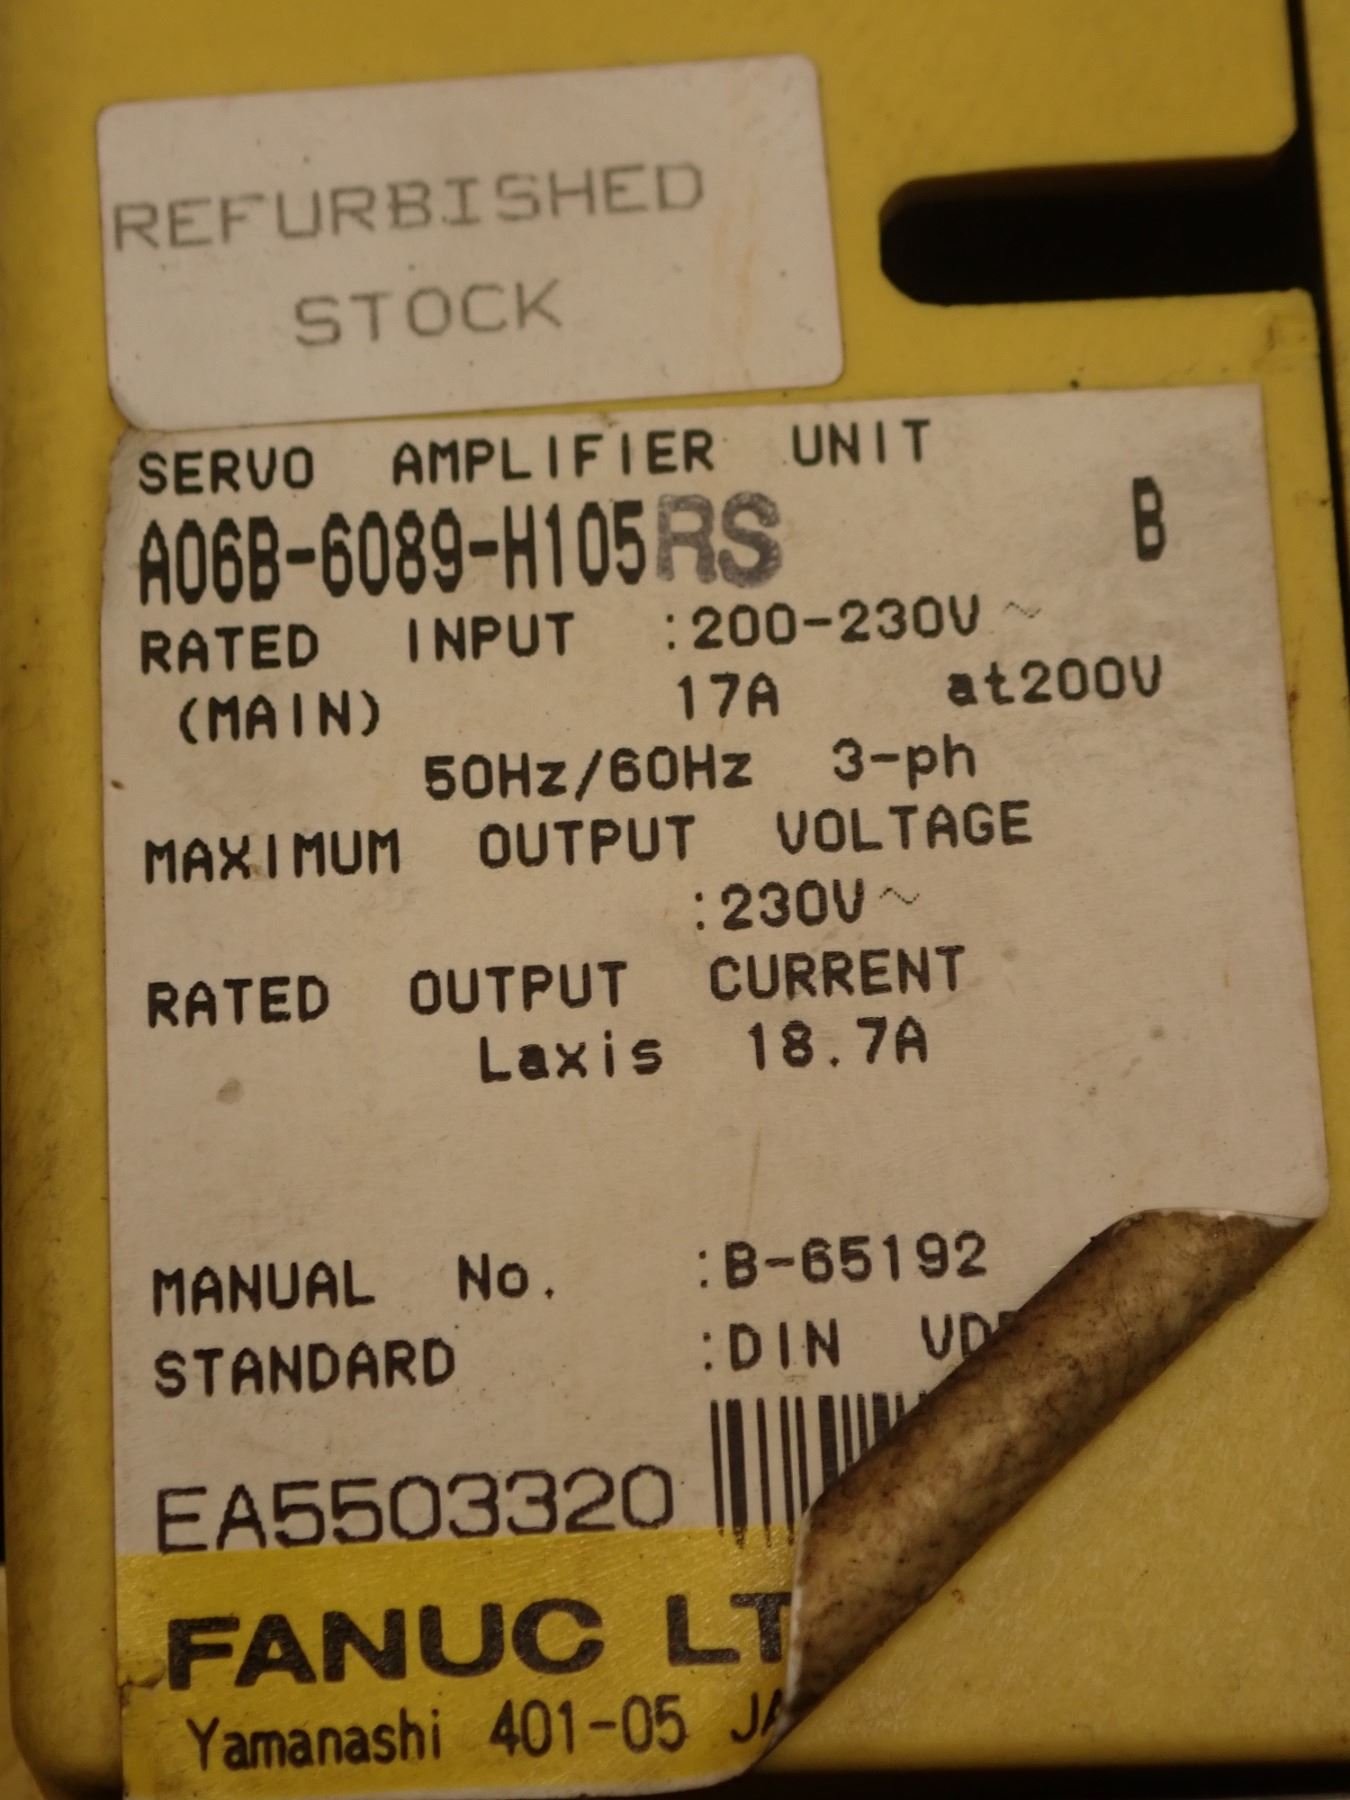 REFURBISHED
STOCK
SERVO AMPLIFIER UNIT
A06B-6089-H105RS B
RATED INPUT :200-230V~
(MAIN) 17A at200V
50Hz/60Hz 3-ph
MAXIMUM OUTPUT VOLTAGE
:230V~
RATED OUTPUT CURRENT
Laxis 18.7A
MANUAL No. :B-65192
STANDARD :DIN
EA5503320
FANUC
Yamanashi 401-05